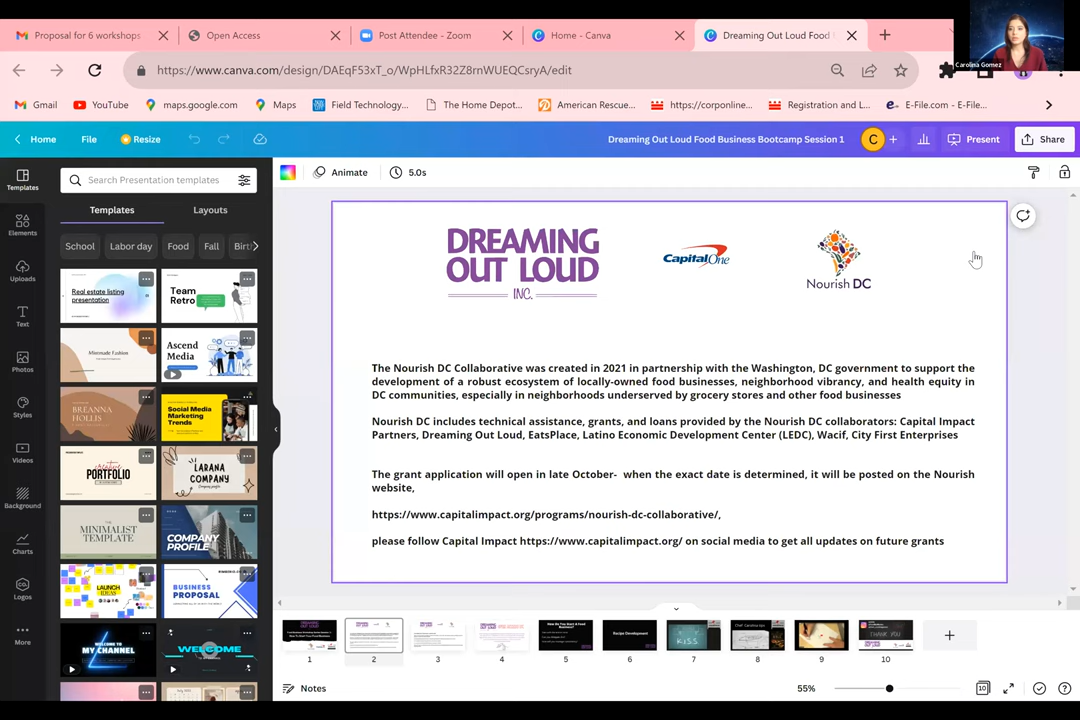 Proposal for 6 workshops
Open Access
Post Attendee - Zoom
Home - Canva
Dreaming Out Loud Food
Carolina Gomez
https://www.canva.com/design/DAEqF53xT_o/WpHLfxR32Z8rnWUEQCsryA/edit
Gmail
YouTube
maps.google.com
Maps
Field Technology...
The Home Depot...
American Rescue...
https://corponline...
Registration and L...
E-File.com - E-File...
Home
File
Resize
Dreaming Out Loud Food Business Bootcamp Session 1
C
Present
Share
Templates
Elements
Uploads
Text
Photos
Styles
Videos
Background
Charts
Logos
More
Search Presentation templates
Templates
Layouts
School
Labor day
Food
Fall
Birt
Real estate listing
presentation
Team
Retro
Minimade Fashion
Ascend
Media
BREANNA
HOLLIS
Social Media
Marketing
Trends
creative
PORTFOLIO
LARANA
COMPANY
THE MINIMALIST
TEMPLATE
COMPANY
PROFILE
LAUNCH
IDEAS
BUSINESS
PROPOSAL
WELCOME TO
MY CHANNEL
WELCOME
Animate
5.0s
DREAMING
OUT LOUD
INC.
CapitalOne
Nourish DC
The Nourish DC Collaborative was created in 2021 in partnership with the Washington, DC government to support the
development of a robust ecosystem of locally-owned food businesses, neighborhood vibrancy, and health equity in
DC communities, especially in neighborhoods underserved by grocery stores and other food businesses
Nourish DC includes technical assistance, grants, and loans provided by the Nourish DC collaborators: Capital Impact
Partners, Dreaming Out Loud, EatsPlace, Latino Economic Development Center (LEDC), Wacif, City First Enterprises
The grant application will open in late October- when the exact date is determined, it will be posted on the Nourish
website,
https://www.capitalimpact.org/programs/nourish-dc-collaborative/,
please follow Capital Impact https://www.capitalimpact.org/ on social media to get all updates on future grants
Recipe Development
K.I.S.S.
THANK YOU
1
2
3
4
5
6
7
8
9
10
Notes
55%
10